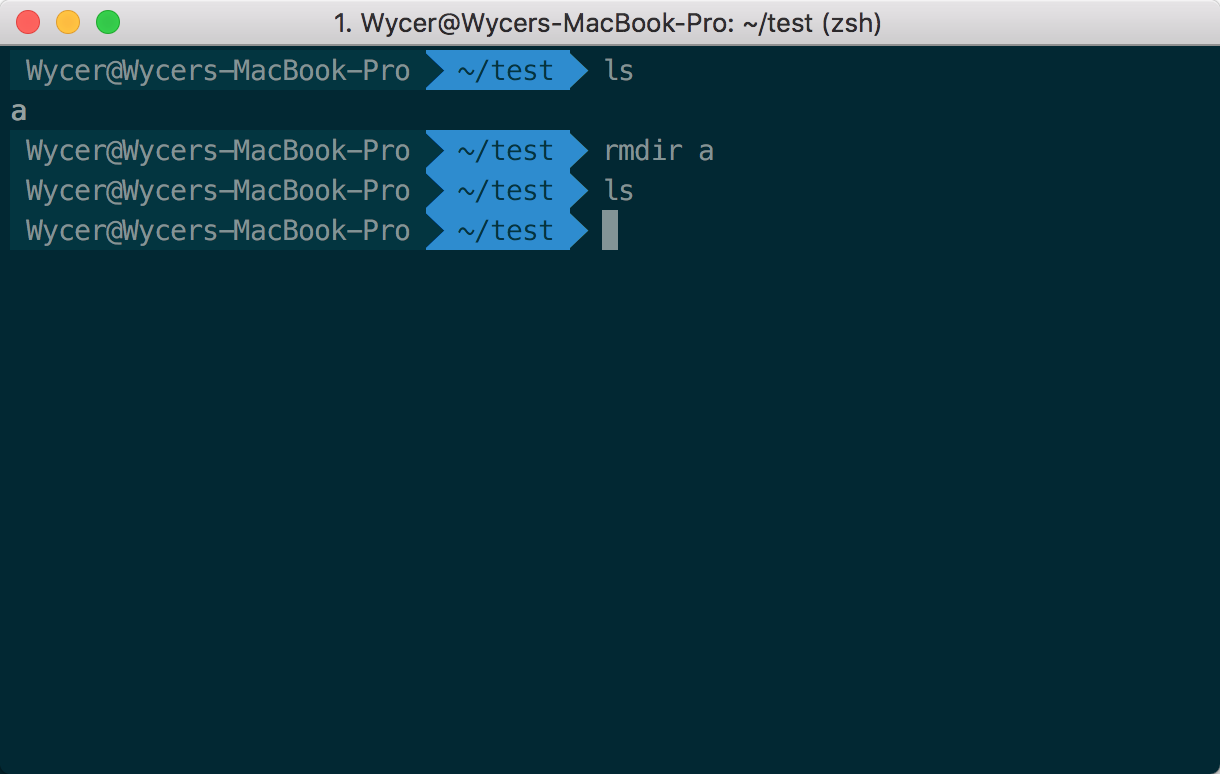 1. Wycer@Wycers-MacBook-Pro: ~/test (zsh)
Wycer@Wycers-MacBook-Pro ~/test ls
a
Wycer@Wycers-MacBook-Pro ~/test rmdir a
Wycer@Wycers-MacBook-Pro ~/test ls
Wycer@Wycers-MacBook-Pro ~/test